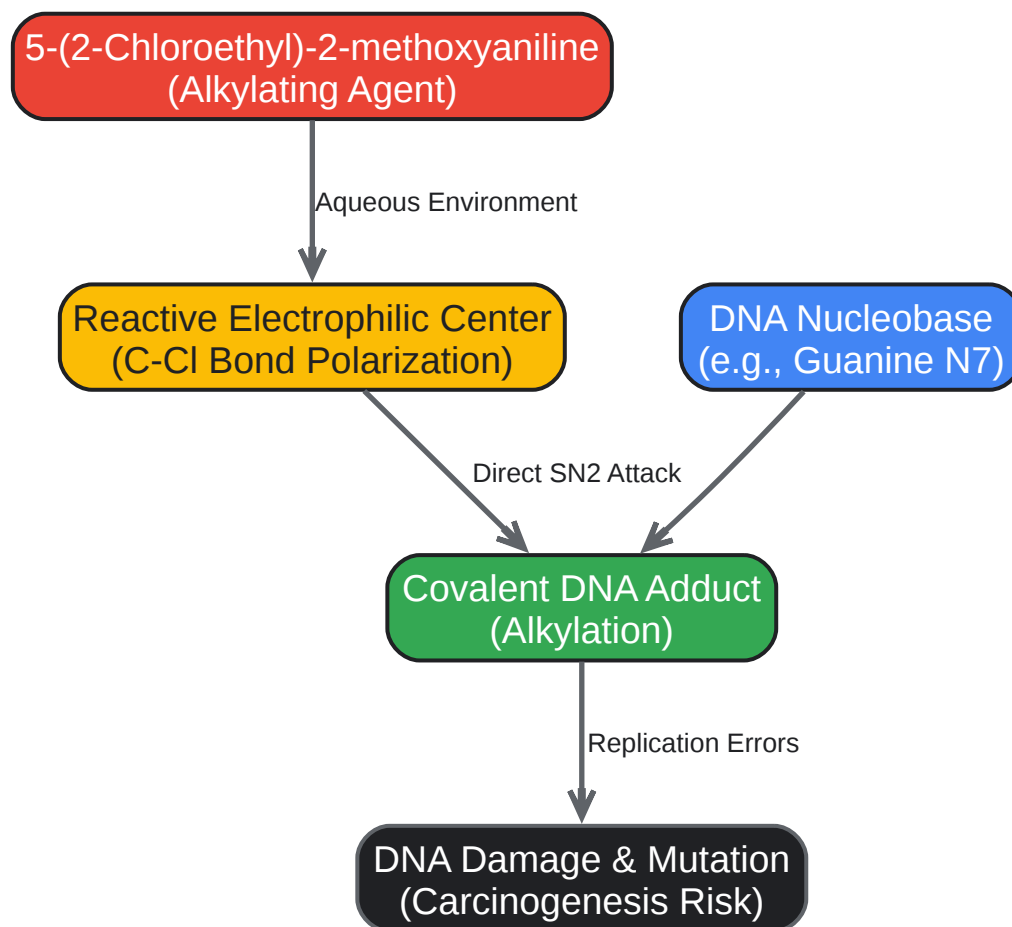 5-(2-Chloroethyl)-2-methoxyaniline
(Alkylating Agent)
Aqueous Environment
Reactive Electrophilic Center
(C-Cl Bond Polarization)
DNA Nucleobase
(e.g., Guanine N7)
Direct SN2 Attack
Covalent DNA Adduct
(Alkylation)
Replication Errors
DNA Damage & Mutation
(Carcinogenesis Risk)